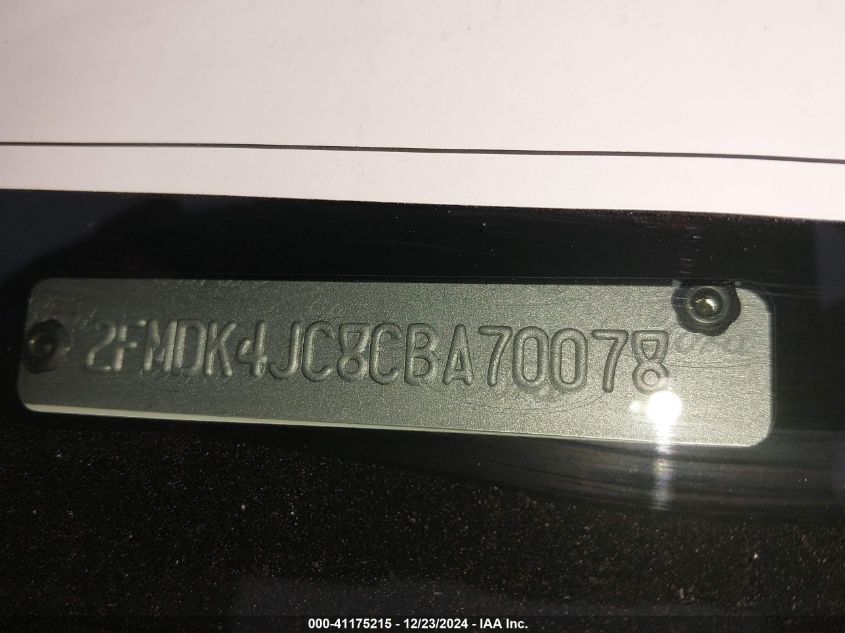 2FMDK4JC8CBA70078
000-41175215 - 12/23/2024 - IAA Inc.